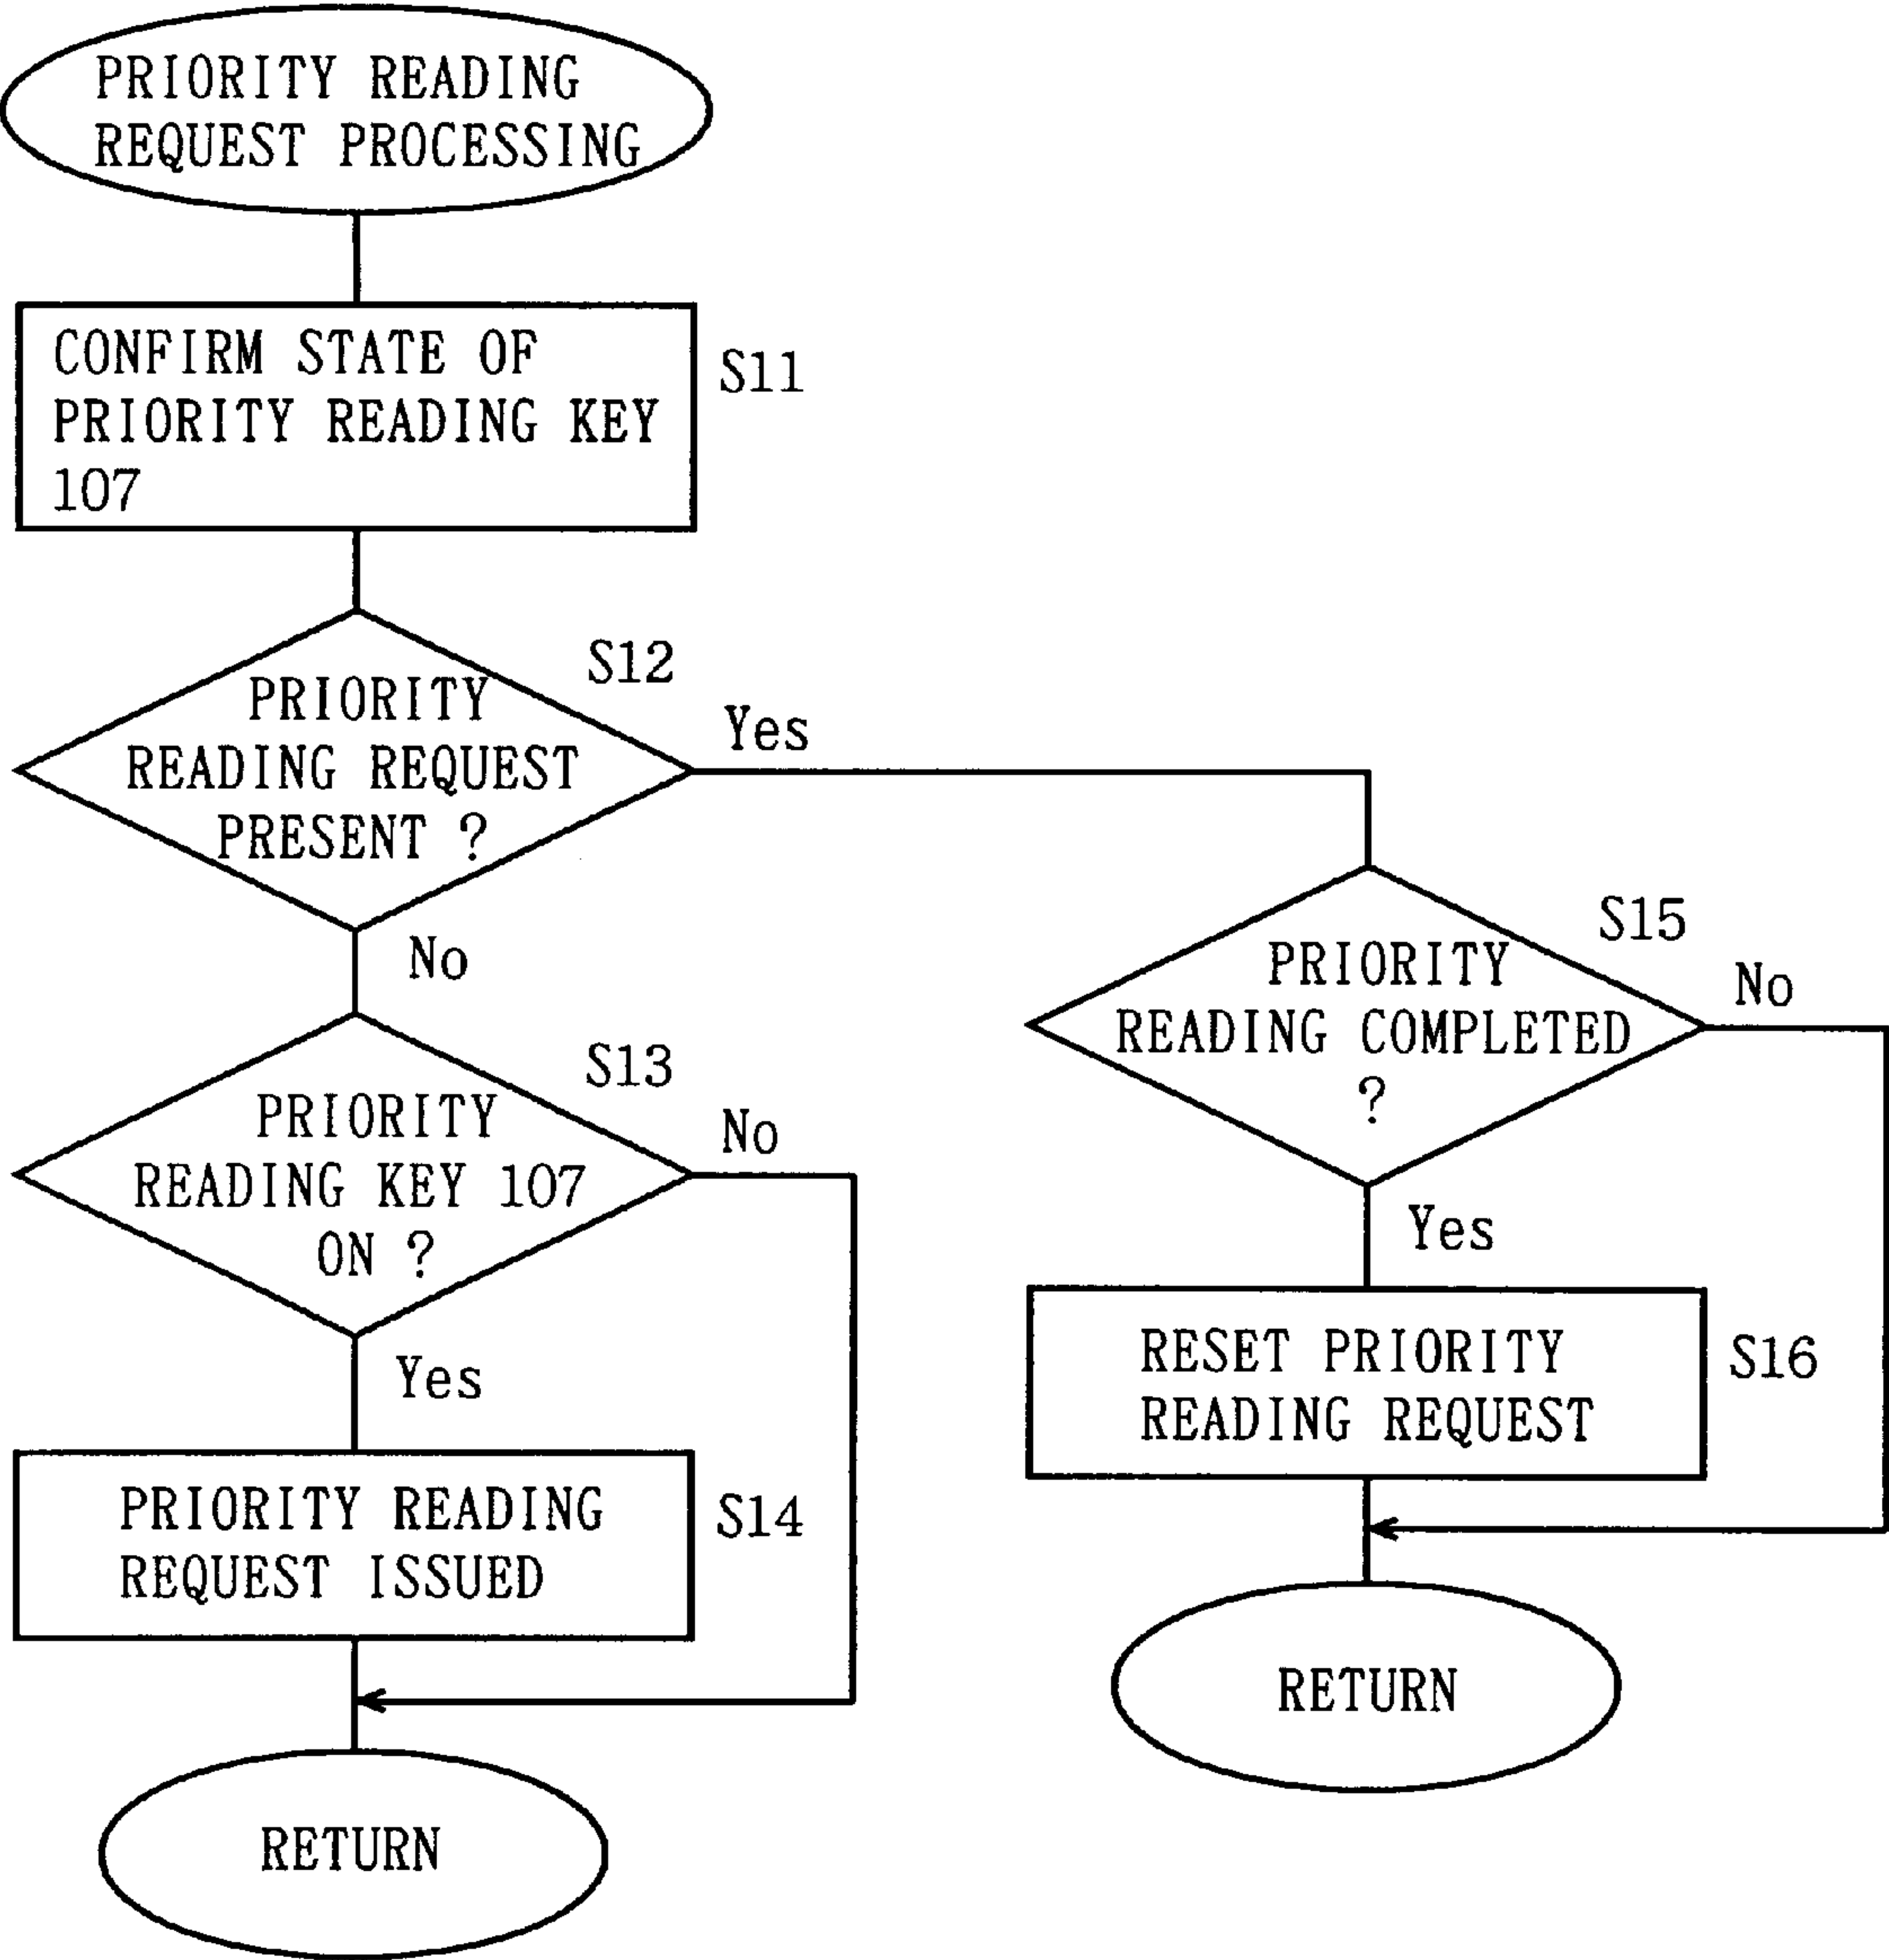 PRIORITY READING
REQUEST PROCESSING
CONFIRM STATE OF
PRIORITY READING KEY
107
S11
S12
PRIORITY
READING REQUEST
PRESENT ?
Yes
No
S13
PRIORITY
READING KEY 107
ON ?
No
Yes
PRIORITY READING
REQUEST ISSUED
S14
RETURN
S15
PRIORITY
READING COMPLETED
?
No
Yes
RESET PRIORITY
READING REQUEST
S16
RETURN